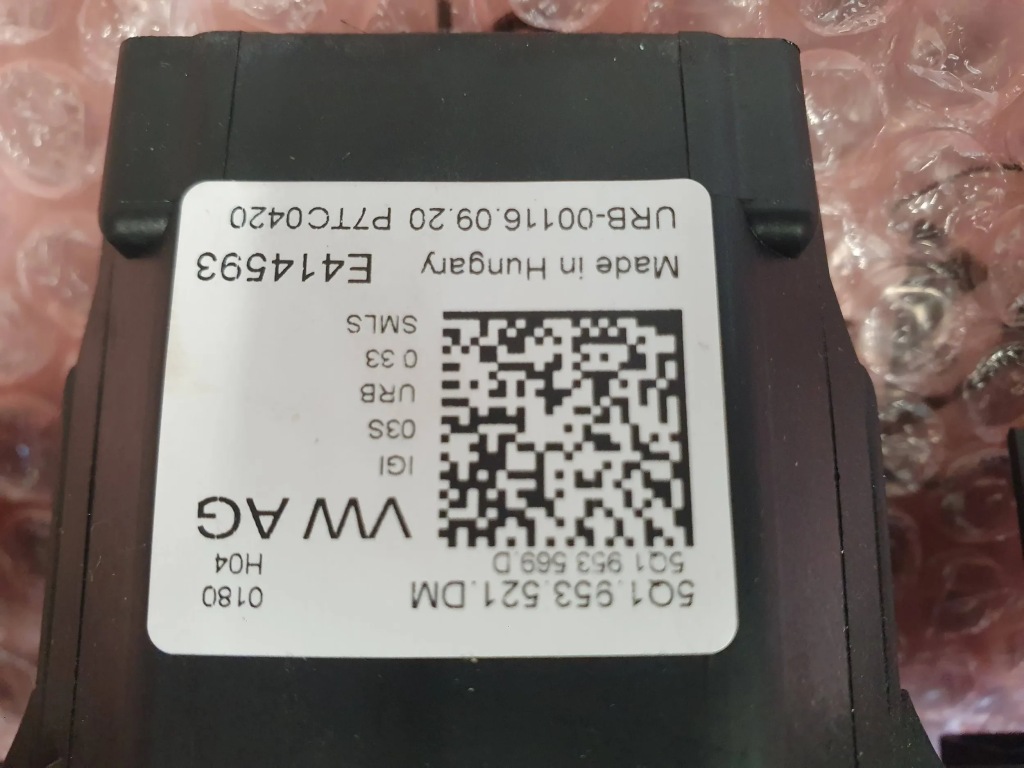 5Q1.953.521.DM 0180
5Q1 953 569.D H04
VW AG
IGI
03S
URB
0 33
SMLS
Made in Hungary E414593
URB-00116.09.20 P7TC0420